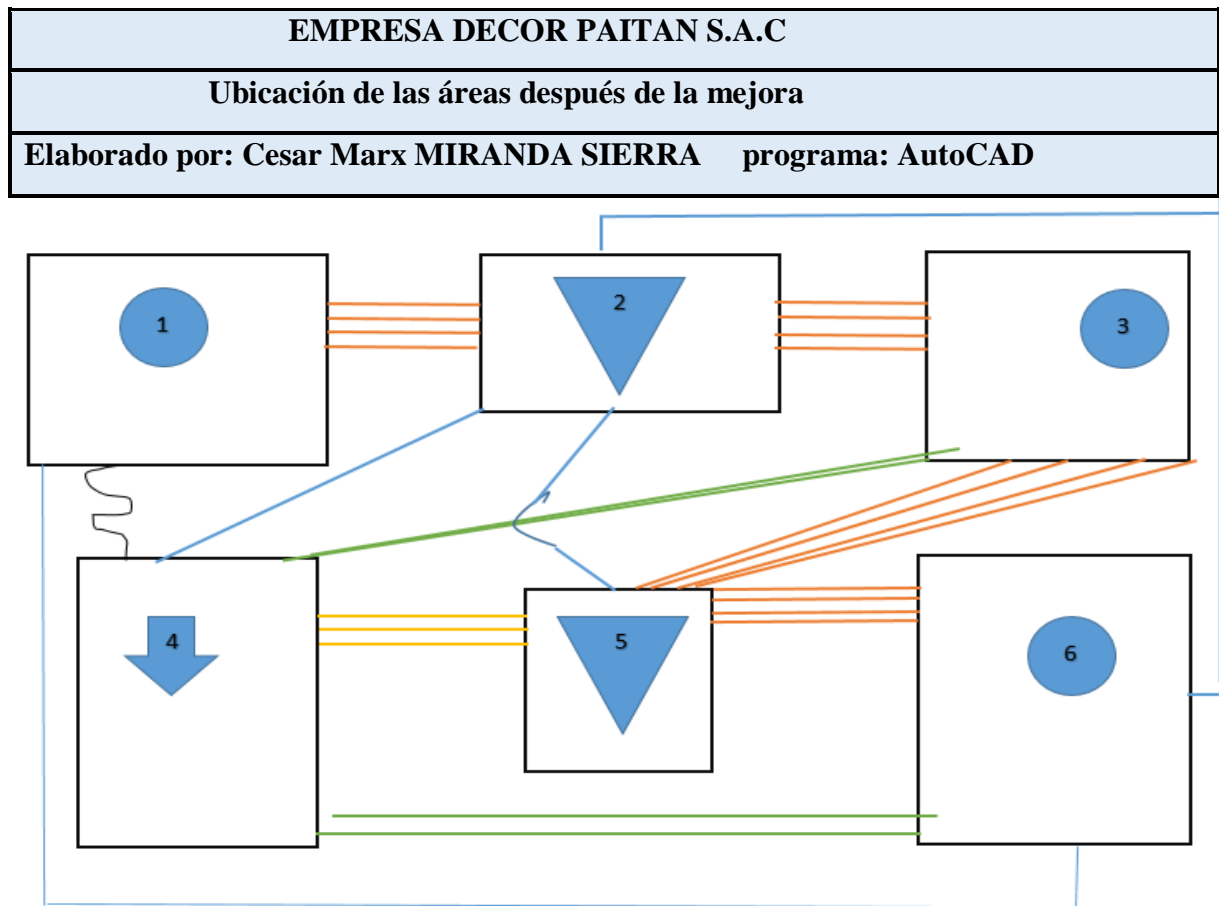 EMPRESA DECOR PAITAN S.A.C
Ubicación de las áreas después de la mejora
Elaborado por: Cesar Marx MIRANDA SIERRA programa: AutoCAD
1
2
3
4
5
6